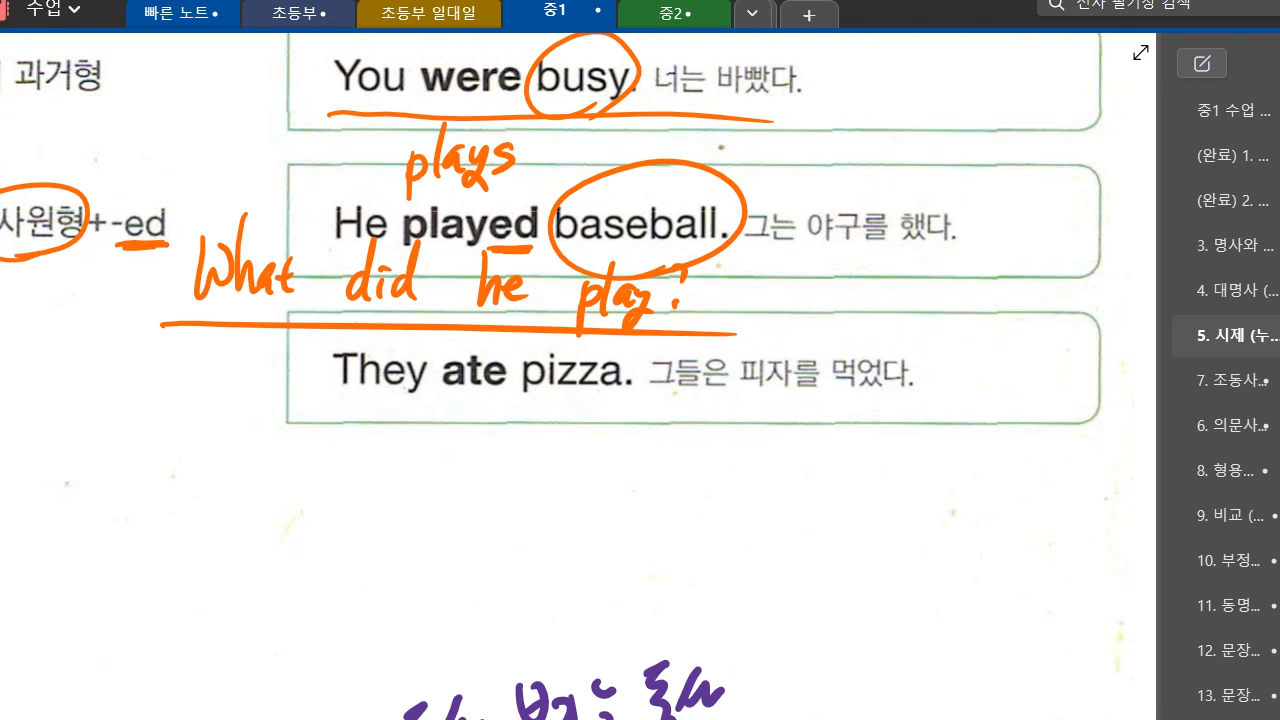 수업
빠른 노트
초등부
초등부 일대일
중1
중2
전자 필기장 검색
과거형
You were busy. 너는 바빴다.
plays
사원형+-ed
He played baseball. 그는 야구를 했다.
What did he play?
They ate pizza. 그들은 피자를 먹었다.
중1 수업 ...
(완료) 1. ...
(완료) 2. ...
3. 명사와 ...
4. 대명사 (...
5. 시제 (누...
7. 조동사...
6. 의문사...
8. 형용...
9. 비교 (...
10. 부정...
11. 동명...
12. 문장...
13. 문장...